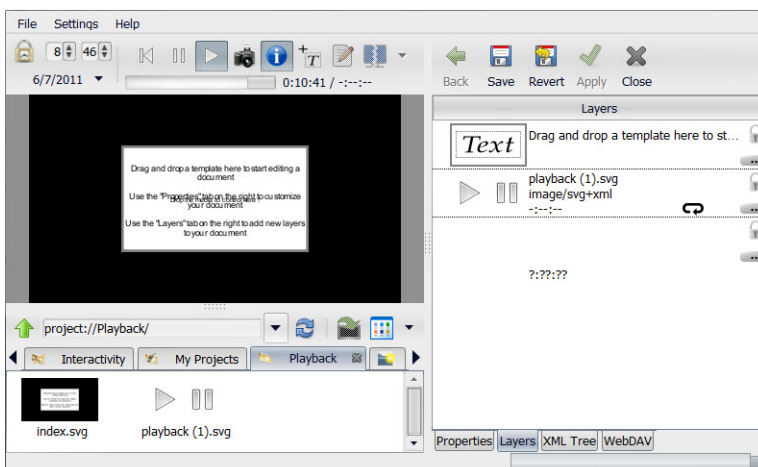 File Settings Help
8 46
6/7/2011
0:10:41 / -:--:--
Back Save Revert Apply Close
Layers
Text
Drag and drop a template here to st...
playback (1).svg
image/svg+xml
-:--:--
?:??:??
Drag and drop a template here to start editing a
document
Use the "Properties" tab on the right to customize
your document
Use the "Layers" tab on the right to add new layers
to your document
project://Playback/
Interactivity My Projects Playback
index.svg playback (1).svg
Properties Layers XML Tree WebDAV